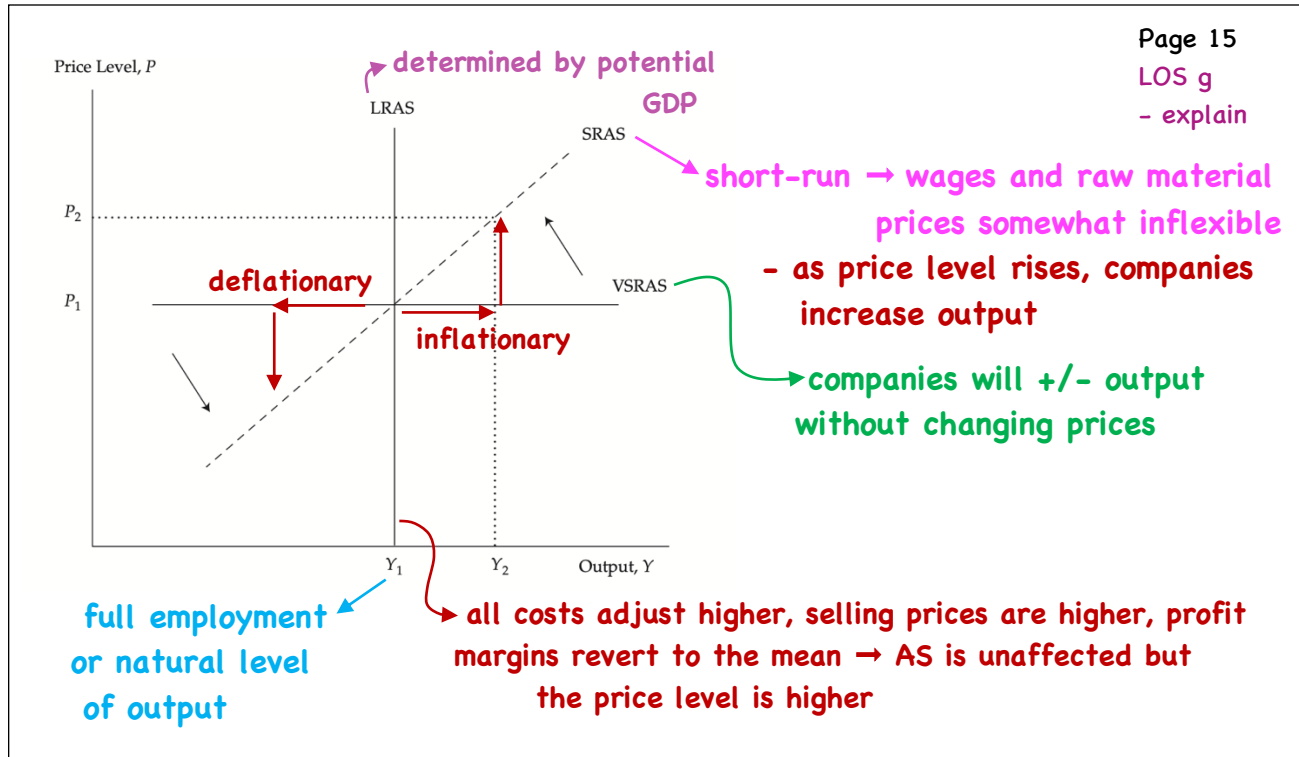 Page 15
LOS g
- explain
Price Level, P
determined by potential
GDP
LRAS
SRAS
short-run → wages and raw material
prices somewhat inflexible
- as price level rises, companies
increase output
P2
deflationary
P1
VSRAS
inflationary
companies will +/- output
without changing prices
Y1
Y2
Output, Y
full employment
or natural level
of output
all costs adjust higher, selling prices are higher, profit
margins revert to the mean → AS is unaffected but
the price level is higher